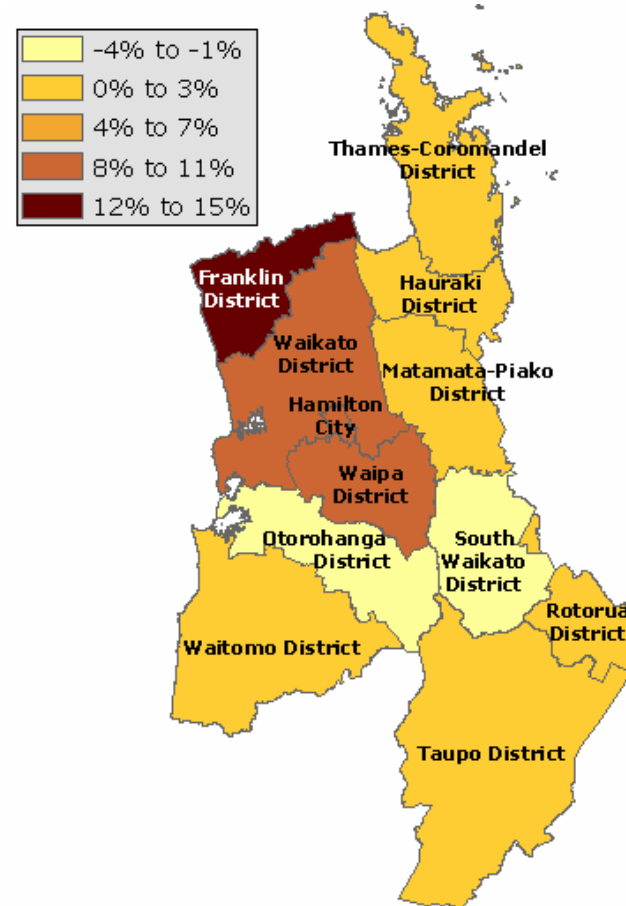 -4% to -1%
0% to 3%
4% to 7%
8% to 11%
12% to 15%
Thames-Coromandel
District
Franklin
District
Hauraki
District
Waikato
District
Matamata-Piako
District
Hamilton
City
Waipa
District
Otorohanga
District
South
Waikato
District
Rotorua
District
Waitomo District
Taupo District